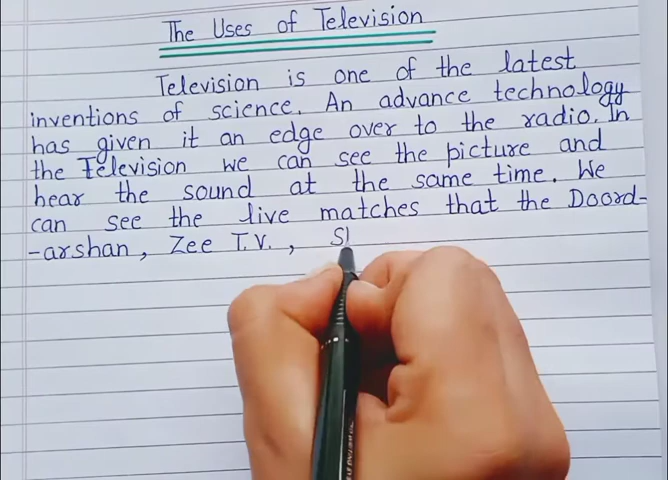 The Uses of Television
Television is one of the latest
inventions of science. An advance technology
has given it an edge over to the radio. In
the Television we can see the picture and
hear the sound at the same time. We
can see the live matches that the Doord-
-arshan, Zee T.V., S